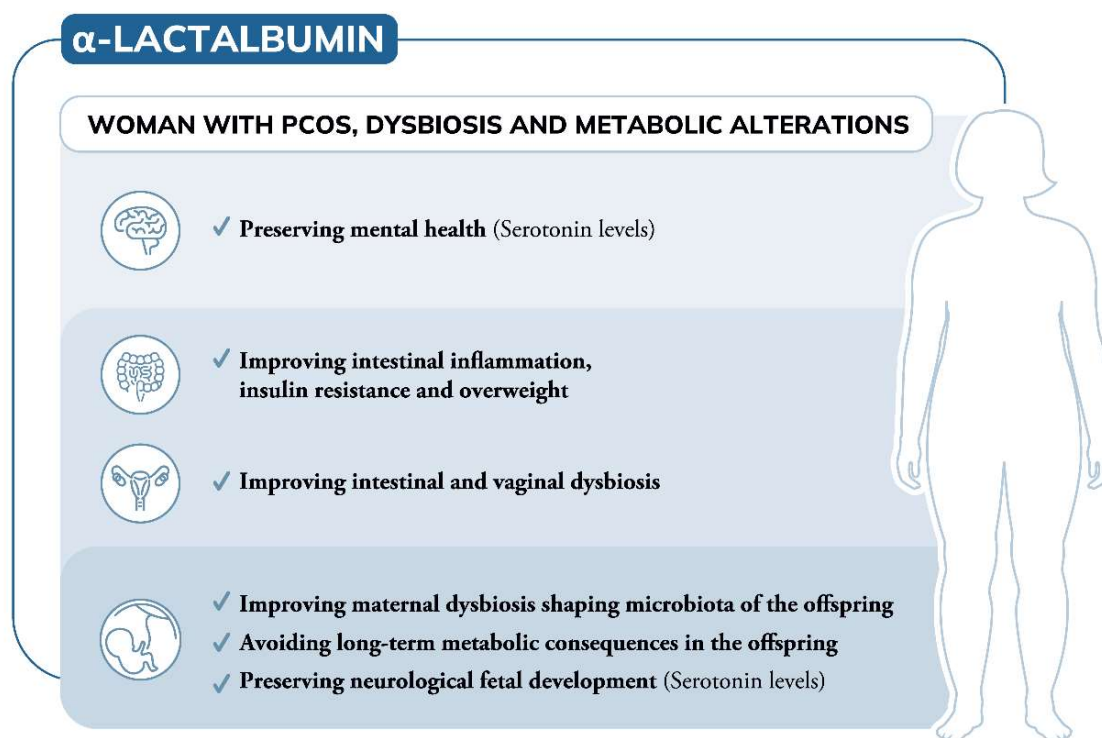 α-LACTALBUMIN
WOMAN WITH PCOS, DYSBIOSIS AND METABOLIC ALTERATIONS
✓ Preserving mental health (Serotonin levels)
✓ Improving intestinal inflammation,
insulin resistance and overweight
✓ Improving intestinal and vaginal dysbiosis
✓ Improving maternal dysbiosis shaping microbiota of the offspring
✓ Avoiding long-term metabolic consequences in the offspring
✓ Preserving neurological fetal development (Serotonin levels)